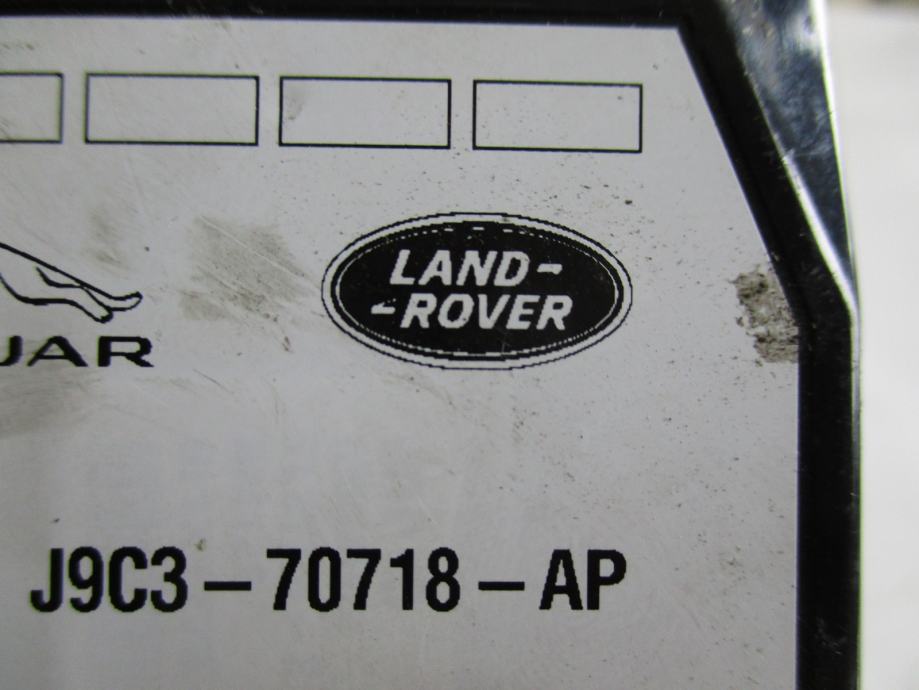 LAND-
-ROVER
UAR
J9C3-70718-AP